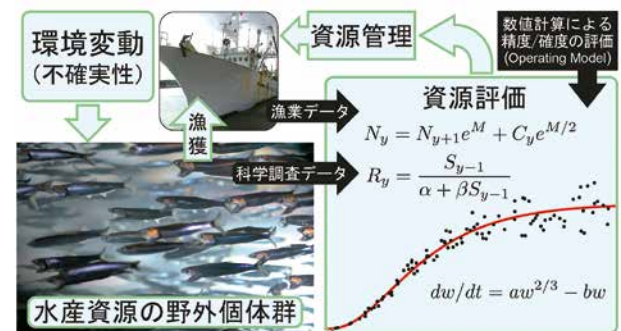 環境変動
(不確実性)
資源管理
数値計算による
精度/確度の評価
(Operating Model)
漁獲
漁業データ
科学調査データ
資源評価
N_y = N_{y+1}e^M + C_y e^{M/2}
R_y = \frac{S_{y-1}}{α + βS_{y-1}}
dw/dt = aw^{2/3} − bw
水産資源の野外個体群